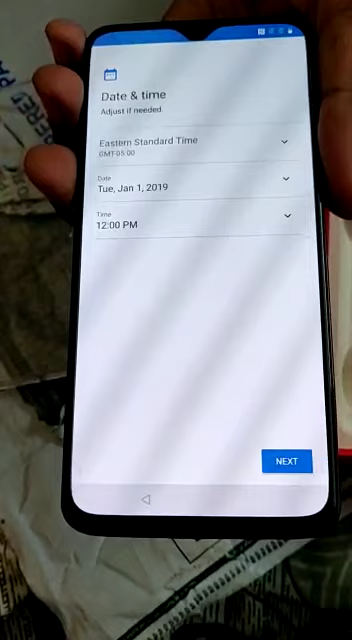 Date & time
Adjust if needed.
Eastern Standard Time
GMT-05:00
Date
Tue, Jan 1, 2019
Time
12:00 PM
NEXT